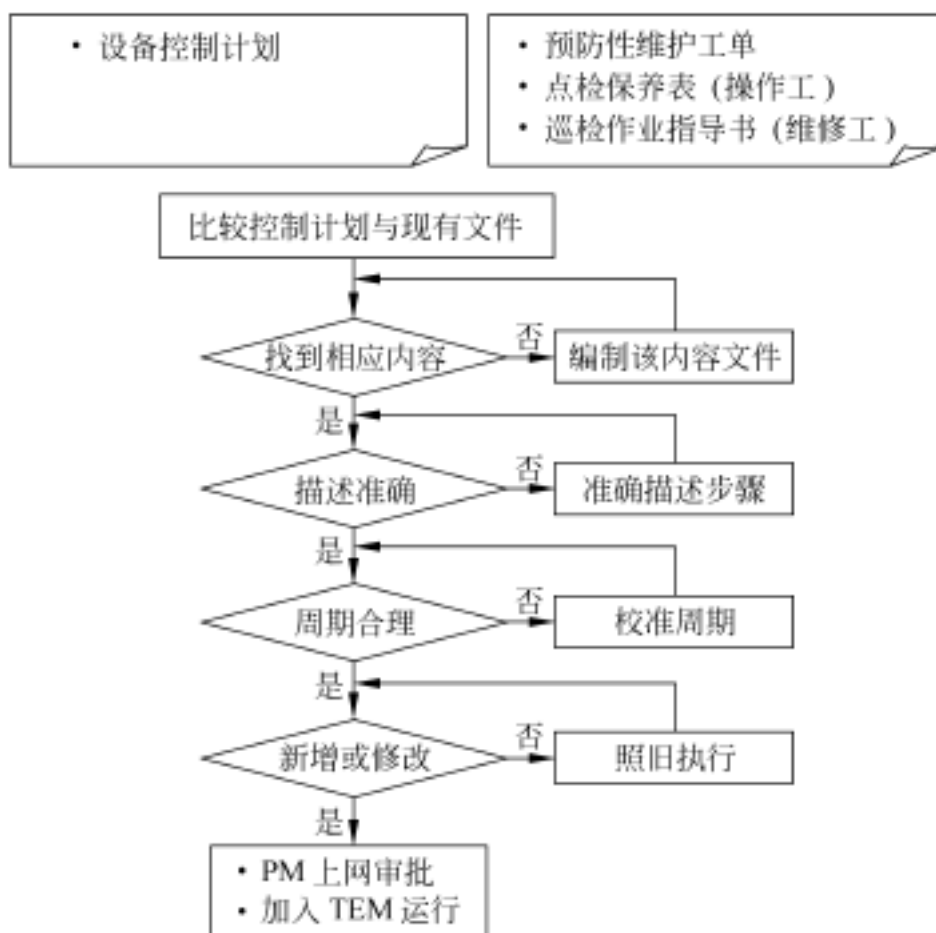 • 设备控制计划
• 预防性维护工单
• 点检保养表 (操作工)
• 巡检作业指导书 (维修工)
比较控制计划与现有文件
找到相应内容
否
编制该内容文件
是
描述准确
否
准确描述步骤
是
周期合理
否
校准周期
是
新增或修改
否
照旧执行
是
• PM 上网审批
• 加入 TEM 运行